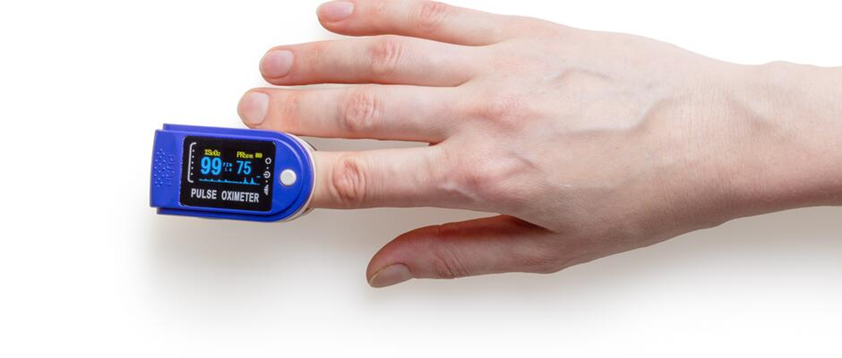 %SpO2 PRbpm
99 75
PULSE OXIMETER